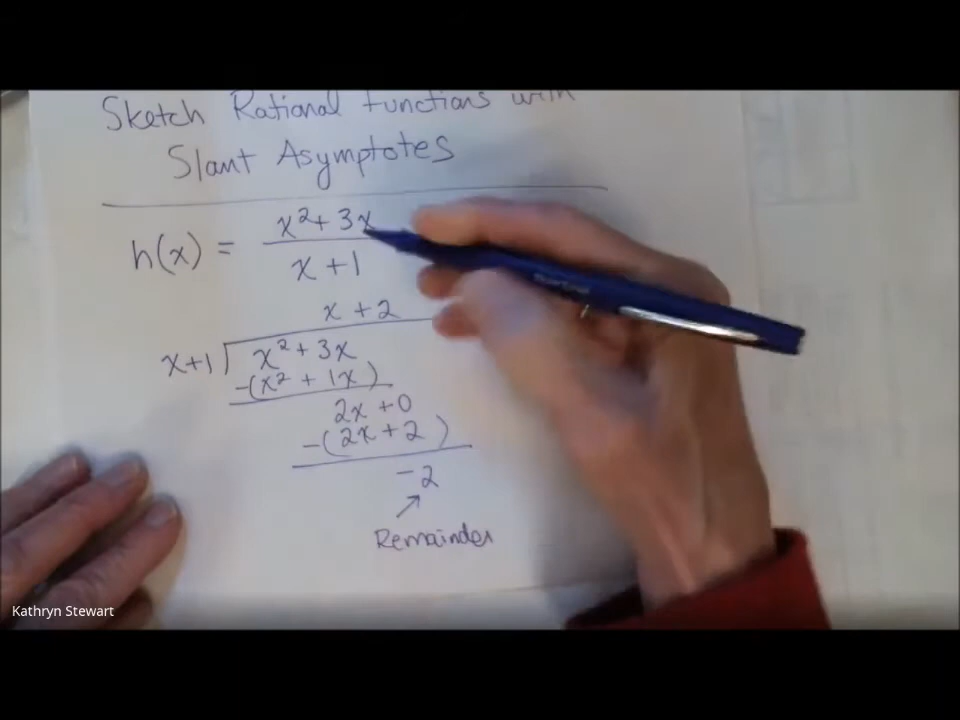 Sketch Rational Functions with
Slant Asymptotes
h(x) = x² + 3x
x + 1
x + 2
x+1 x² + 3x
-(x² + 1x)
2x + 0
-(2x + 2)
-2
Remainder
Kathryn Stewart